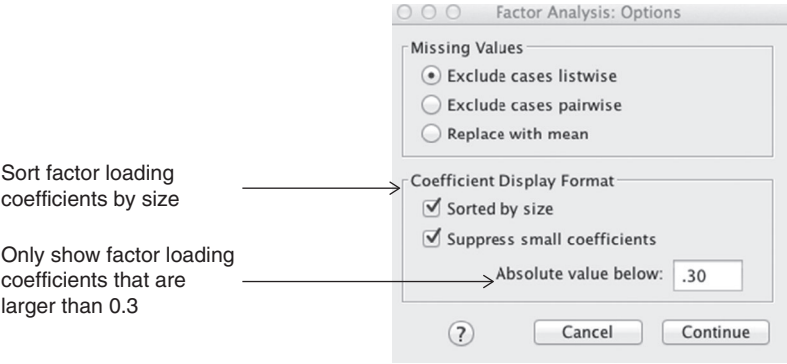 Factor Analysis: Options
Missing Values
Exclude cases listwise
Exclude cases pairwise
Replace with mean
Sort factor loading
coefficients by size
Coefficient Display Format
Sorted by size
Suppress small coefficients
Only show factor loading
coefficients that are
larger than 0.3
Absolute value below: .30
? Cancel Continue